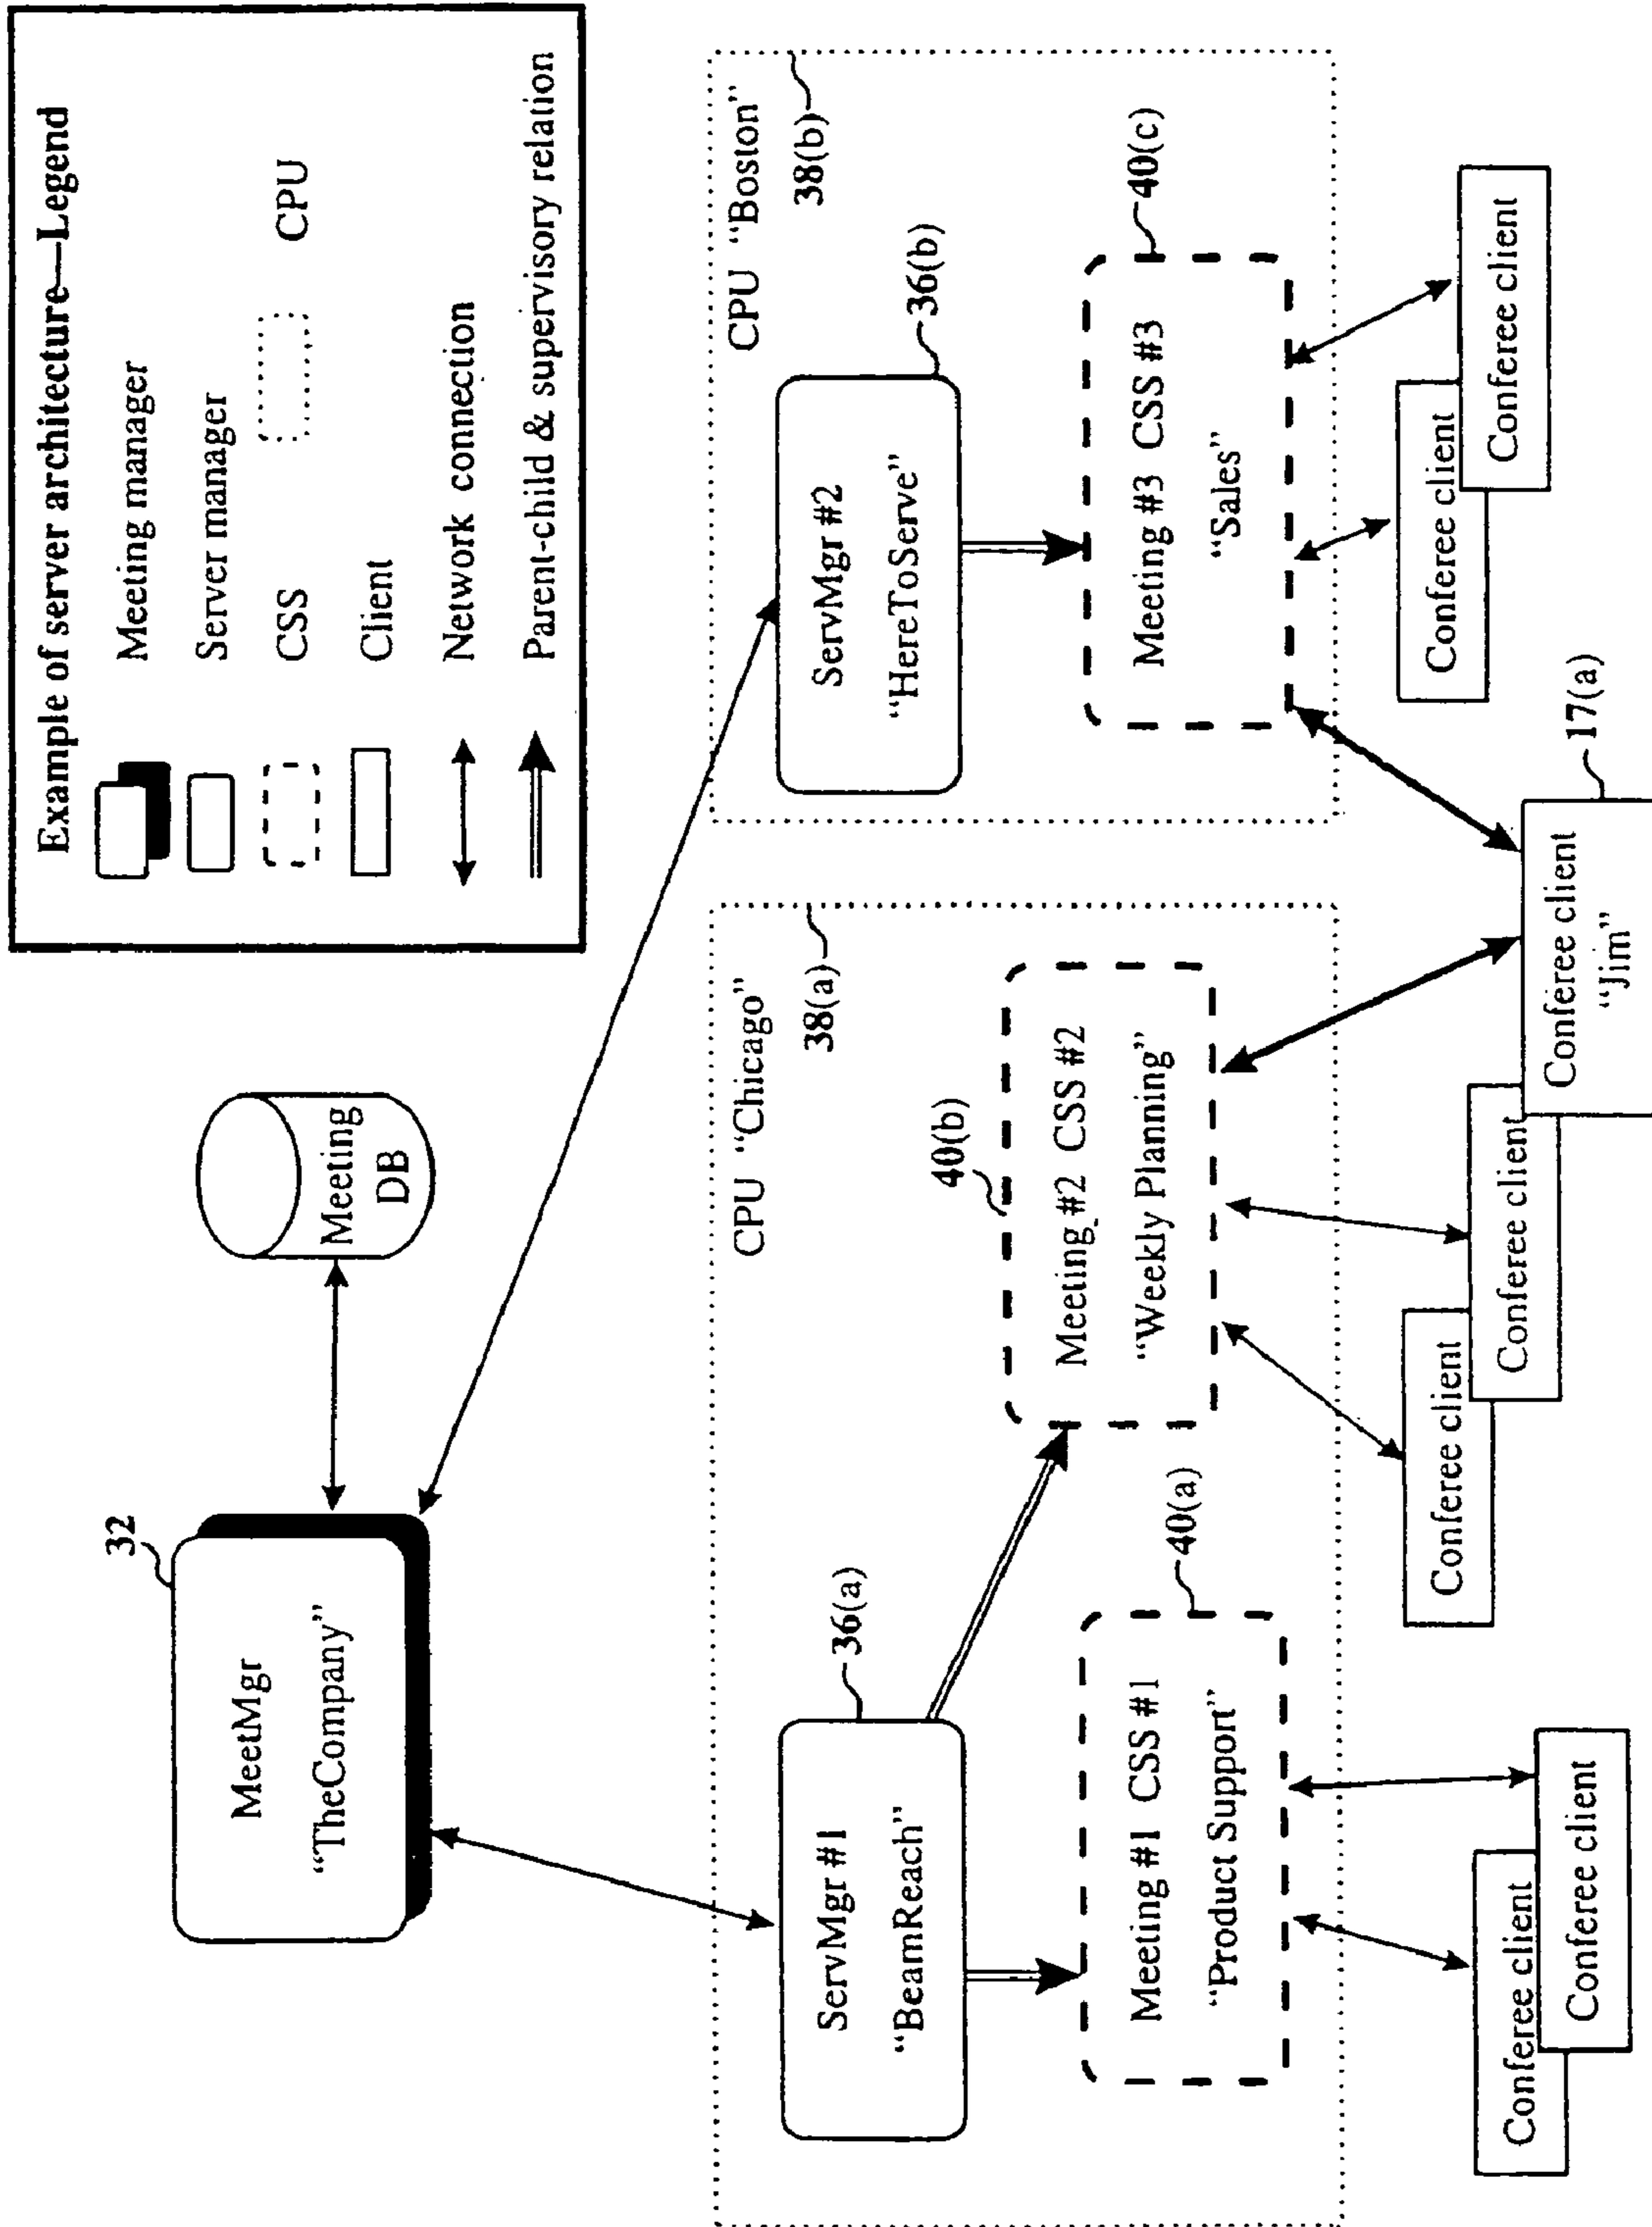 Example of server architecture—Legend
Meeting manager
Server manager
CSS
CPU
Client
Network connection
Parent-child & supervisory relation
32
MeetMgr
“TheCompany”
Meeting
DB
CPU “Chicago”
38(a)
36(a)
ServMgr #1
“BeamReach”
40(b)
Meeting #2 CSS #2
“Weekly Planning”
40(a)
Meeting #1 CSS #1
“Product Support”
CPU “Boston”
38(b)
36(b)
ServMgr #2
“HereToServe”
40(c)
Meeting #3 CSS #3
“Sales”
Conferee client
Conferee client
Conferee client
Conferee client
Conferee client
“Jim”
17(a)
Conferee client
Conferee client